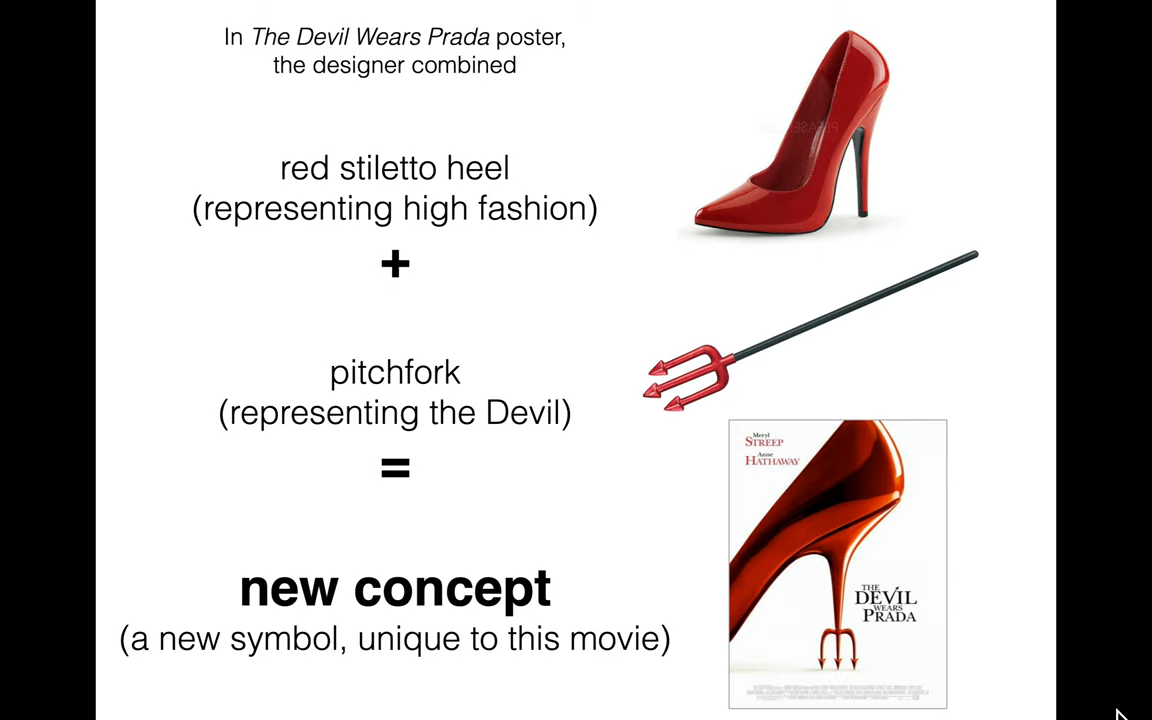 In The Devil Wears Prada poster,
the designer combined
red stiletto heel
(representing high fashion)
+
pitchfork
(representing the Devil)
=
new concept
(a new symbol, unique to this movie)
Meryl
STREEP
Anne
HATHAWAY
THE
DEVIL
WEARS
PRADA